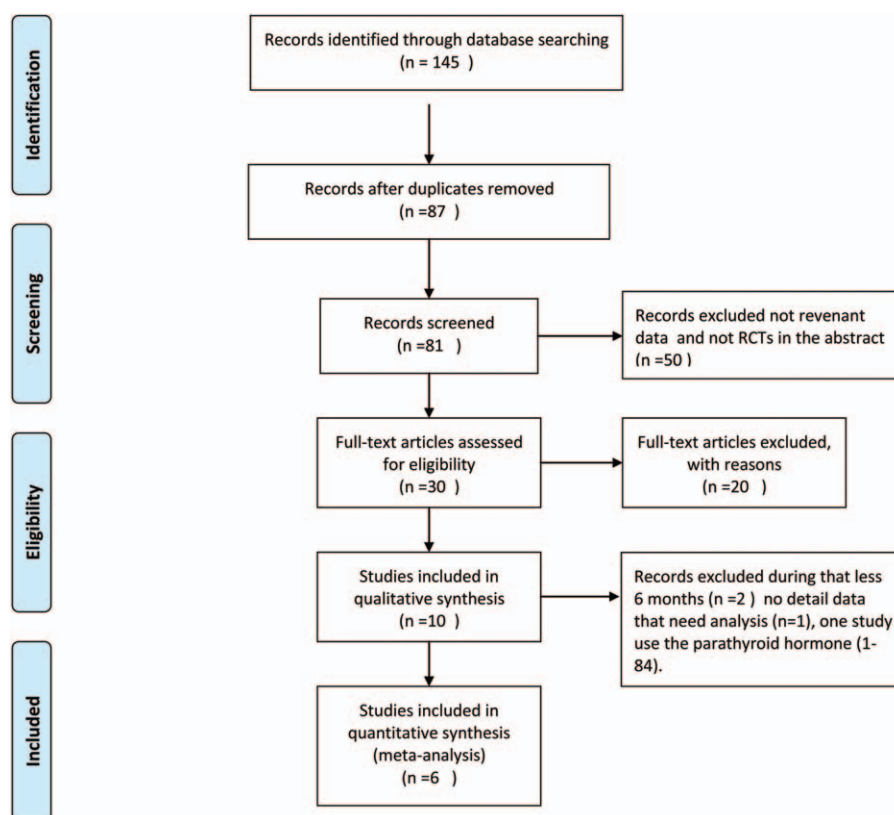 Identification
Records identified through database searching
(n = 145 )
Records after duplicates removed
(n =87 )
Screening
Records screened
(n =81 )
Records excluded not revenant
data and not RCTs in the abstract
(n =50 )
Eligibility
Full-text articles assessed
for eligibility
(n =30 )
Full-text articles excluded,
with reasons
(n =20 )
Studies included in
qualitative synthesis
(n =10 )
Records excluded during that less
6 months (n =2 ) no detail data
that need analysis (n=1), one study
use the parathyroid hormone (1-
84).
Included
Studies included in
quantitative synthesis
(meta-analysis)
(n =6 )